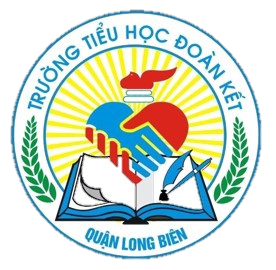 TRƯỜNG TIỂU HỌC ĐOÀN KẾT
QUẬN LONG BIÊN